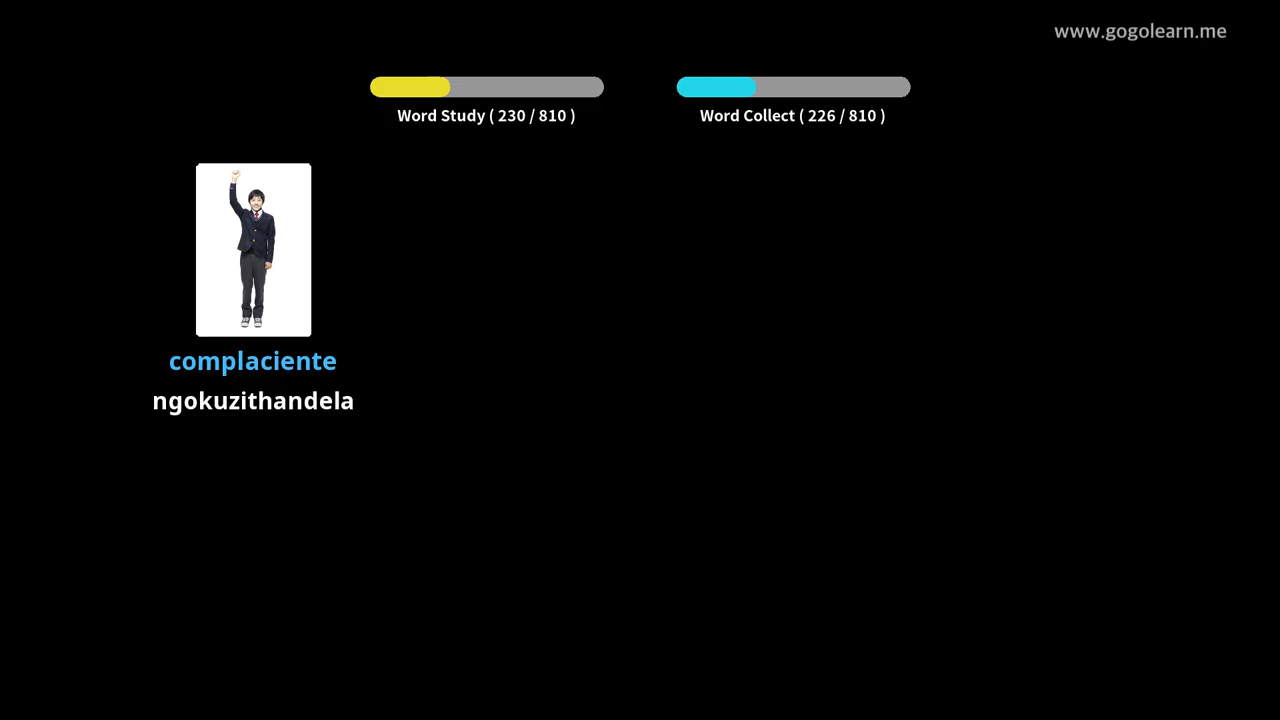 www.gogolearn.me
Word Study ( 230 / 810 )
Word Collect ( 226 / 810 )
complaciente
ngokuzithandela